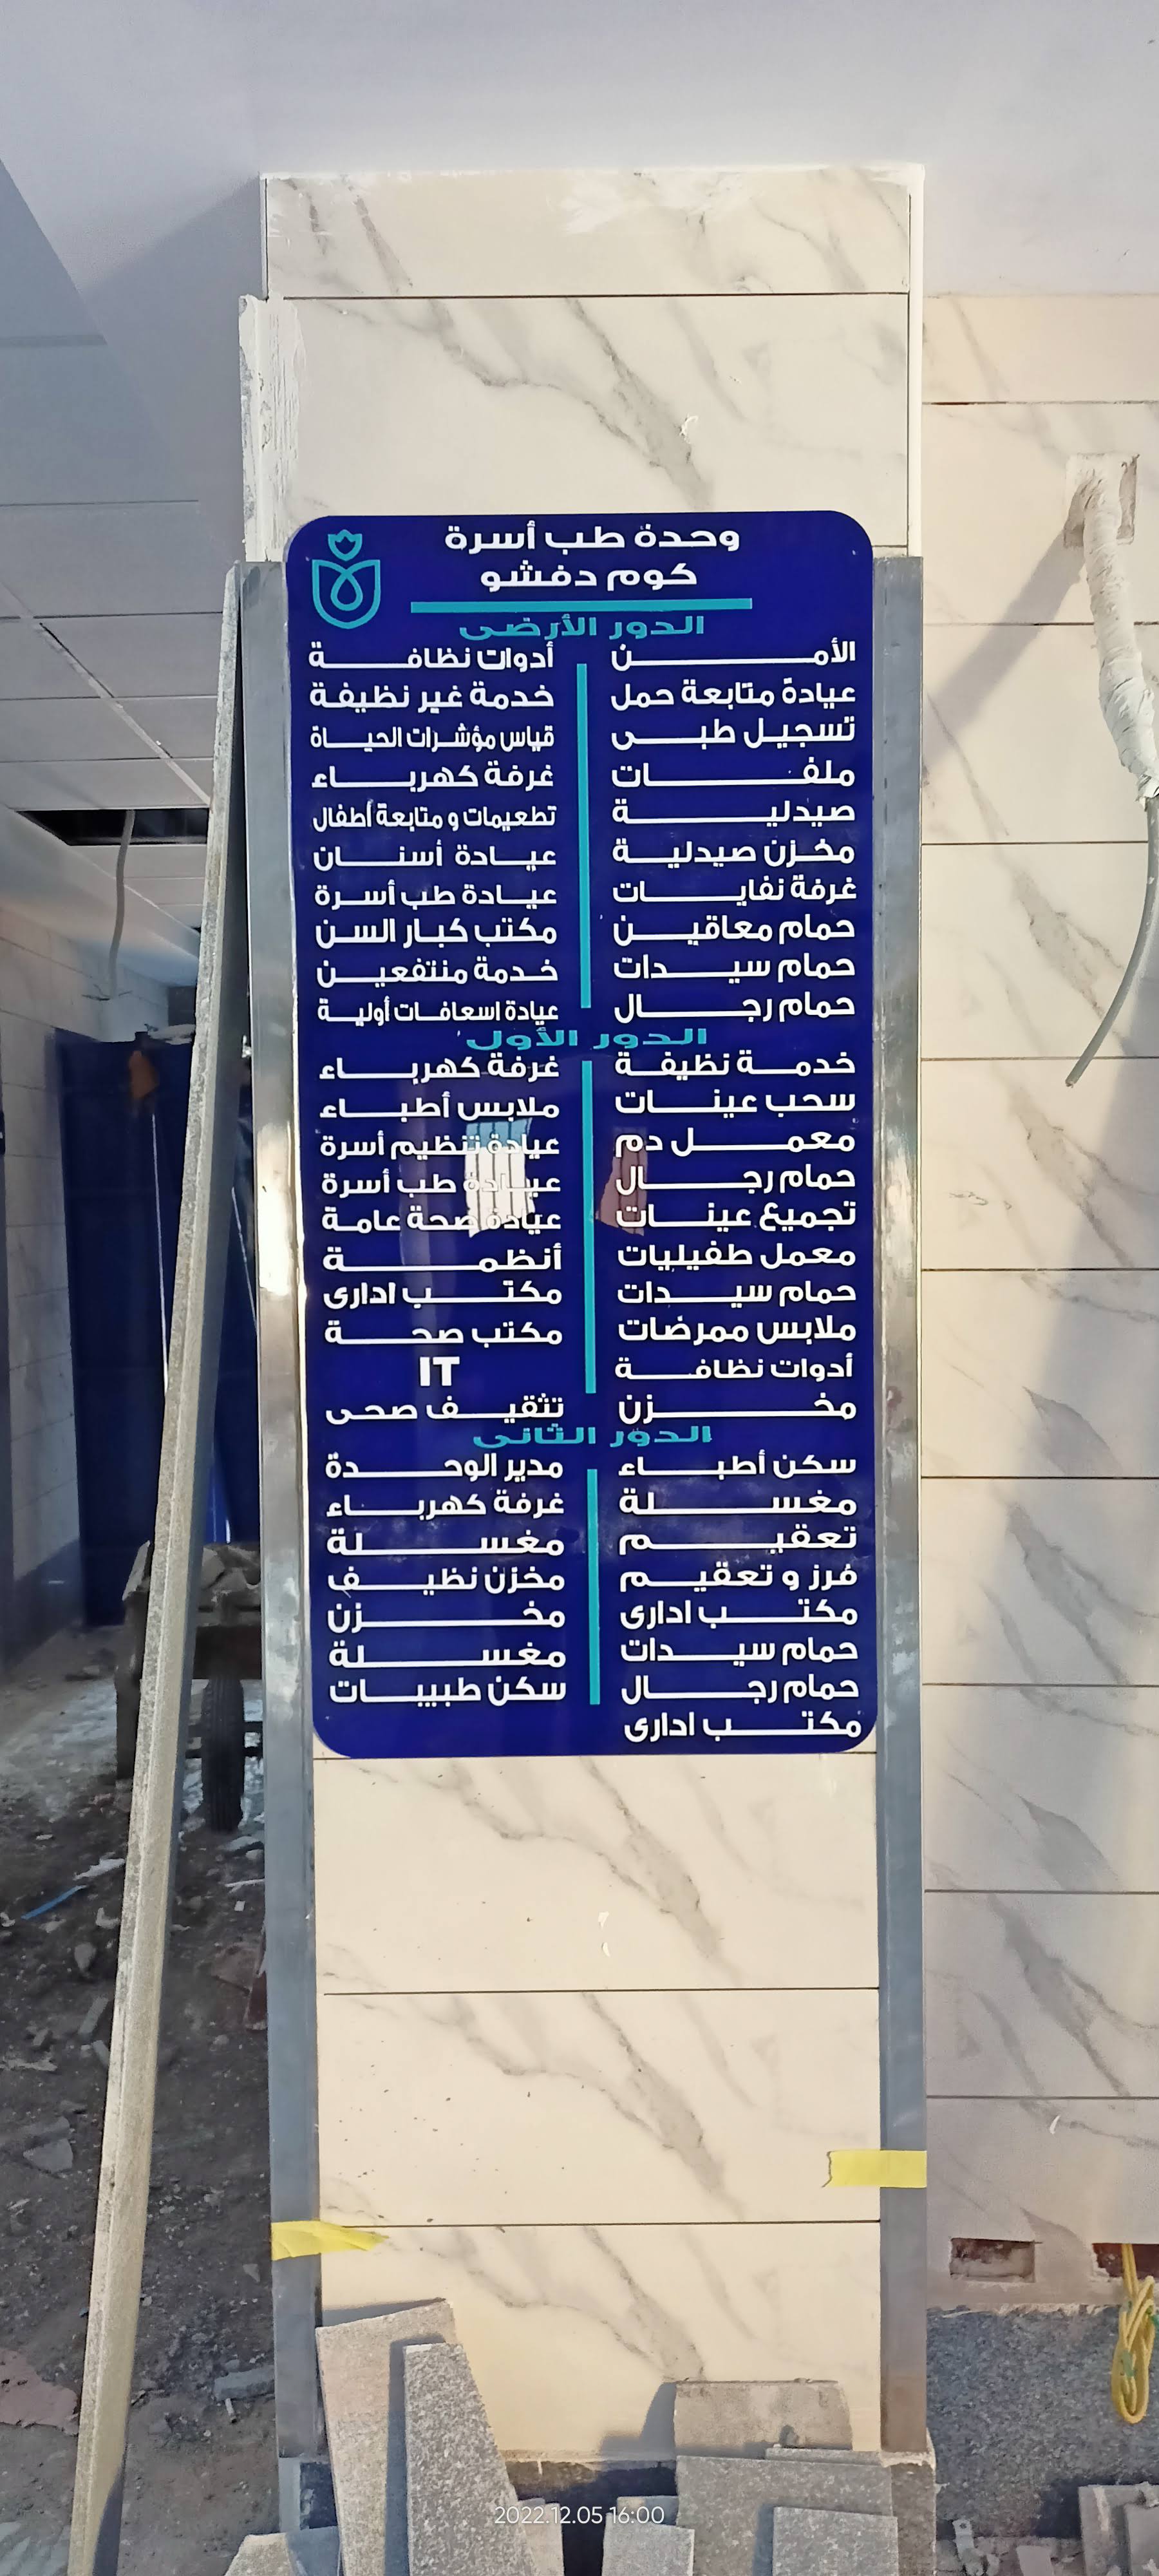 وحدة طب أسرة
كوم دفشو
الدور الأرضى
الأمن
عيادة متابعة حمل
تسجيل طبى
ملفات
صيدلية
مخزن صيدلية
غرفة نفايات
حمام معاقين
حمام سيدات
حمام رجال
أدوات نظافة
خدمة غير نظيفة
قياس مؤشرات الحياة
غرفة كهرباء
تطعيمات و متابعة أطفال
عيادة أسنان
عيادة طب أسرة
مكتب كبار السن
خدمة منتفعين
عيادة اسعافات أولية
الدور الأول
خدمة نظيفة
سحب عينات
معمل دم
حمام رجال
تجميع عينات
معمل طفيليات
حمام سيدات
ملابس ممرضات
أدوات نظافة
مخزن
غرفة كهرباء
ملابس أطباء
عيادة تنظيم أسرة
عيادة طب أسرة
عيادة صحة عامة
أنظمة
مكتب ادارى
مكتب صحة
IT
تثقيف صحى
الدور الثانى
سكن أطباء
مغسلة
تعقيم
فرز و تعقيم
مكتب ادارى
حمام سيدات
حمام رجال
مكتب ادارى
مدير الوحدة
غرفة كهرباء
مغسلة
مخزن نظيف
مخزن
مغسلة
سكن طبيبات
2022.12.05 16:00